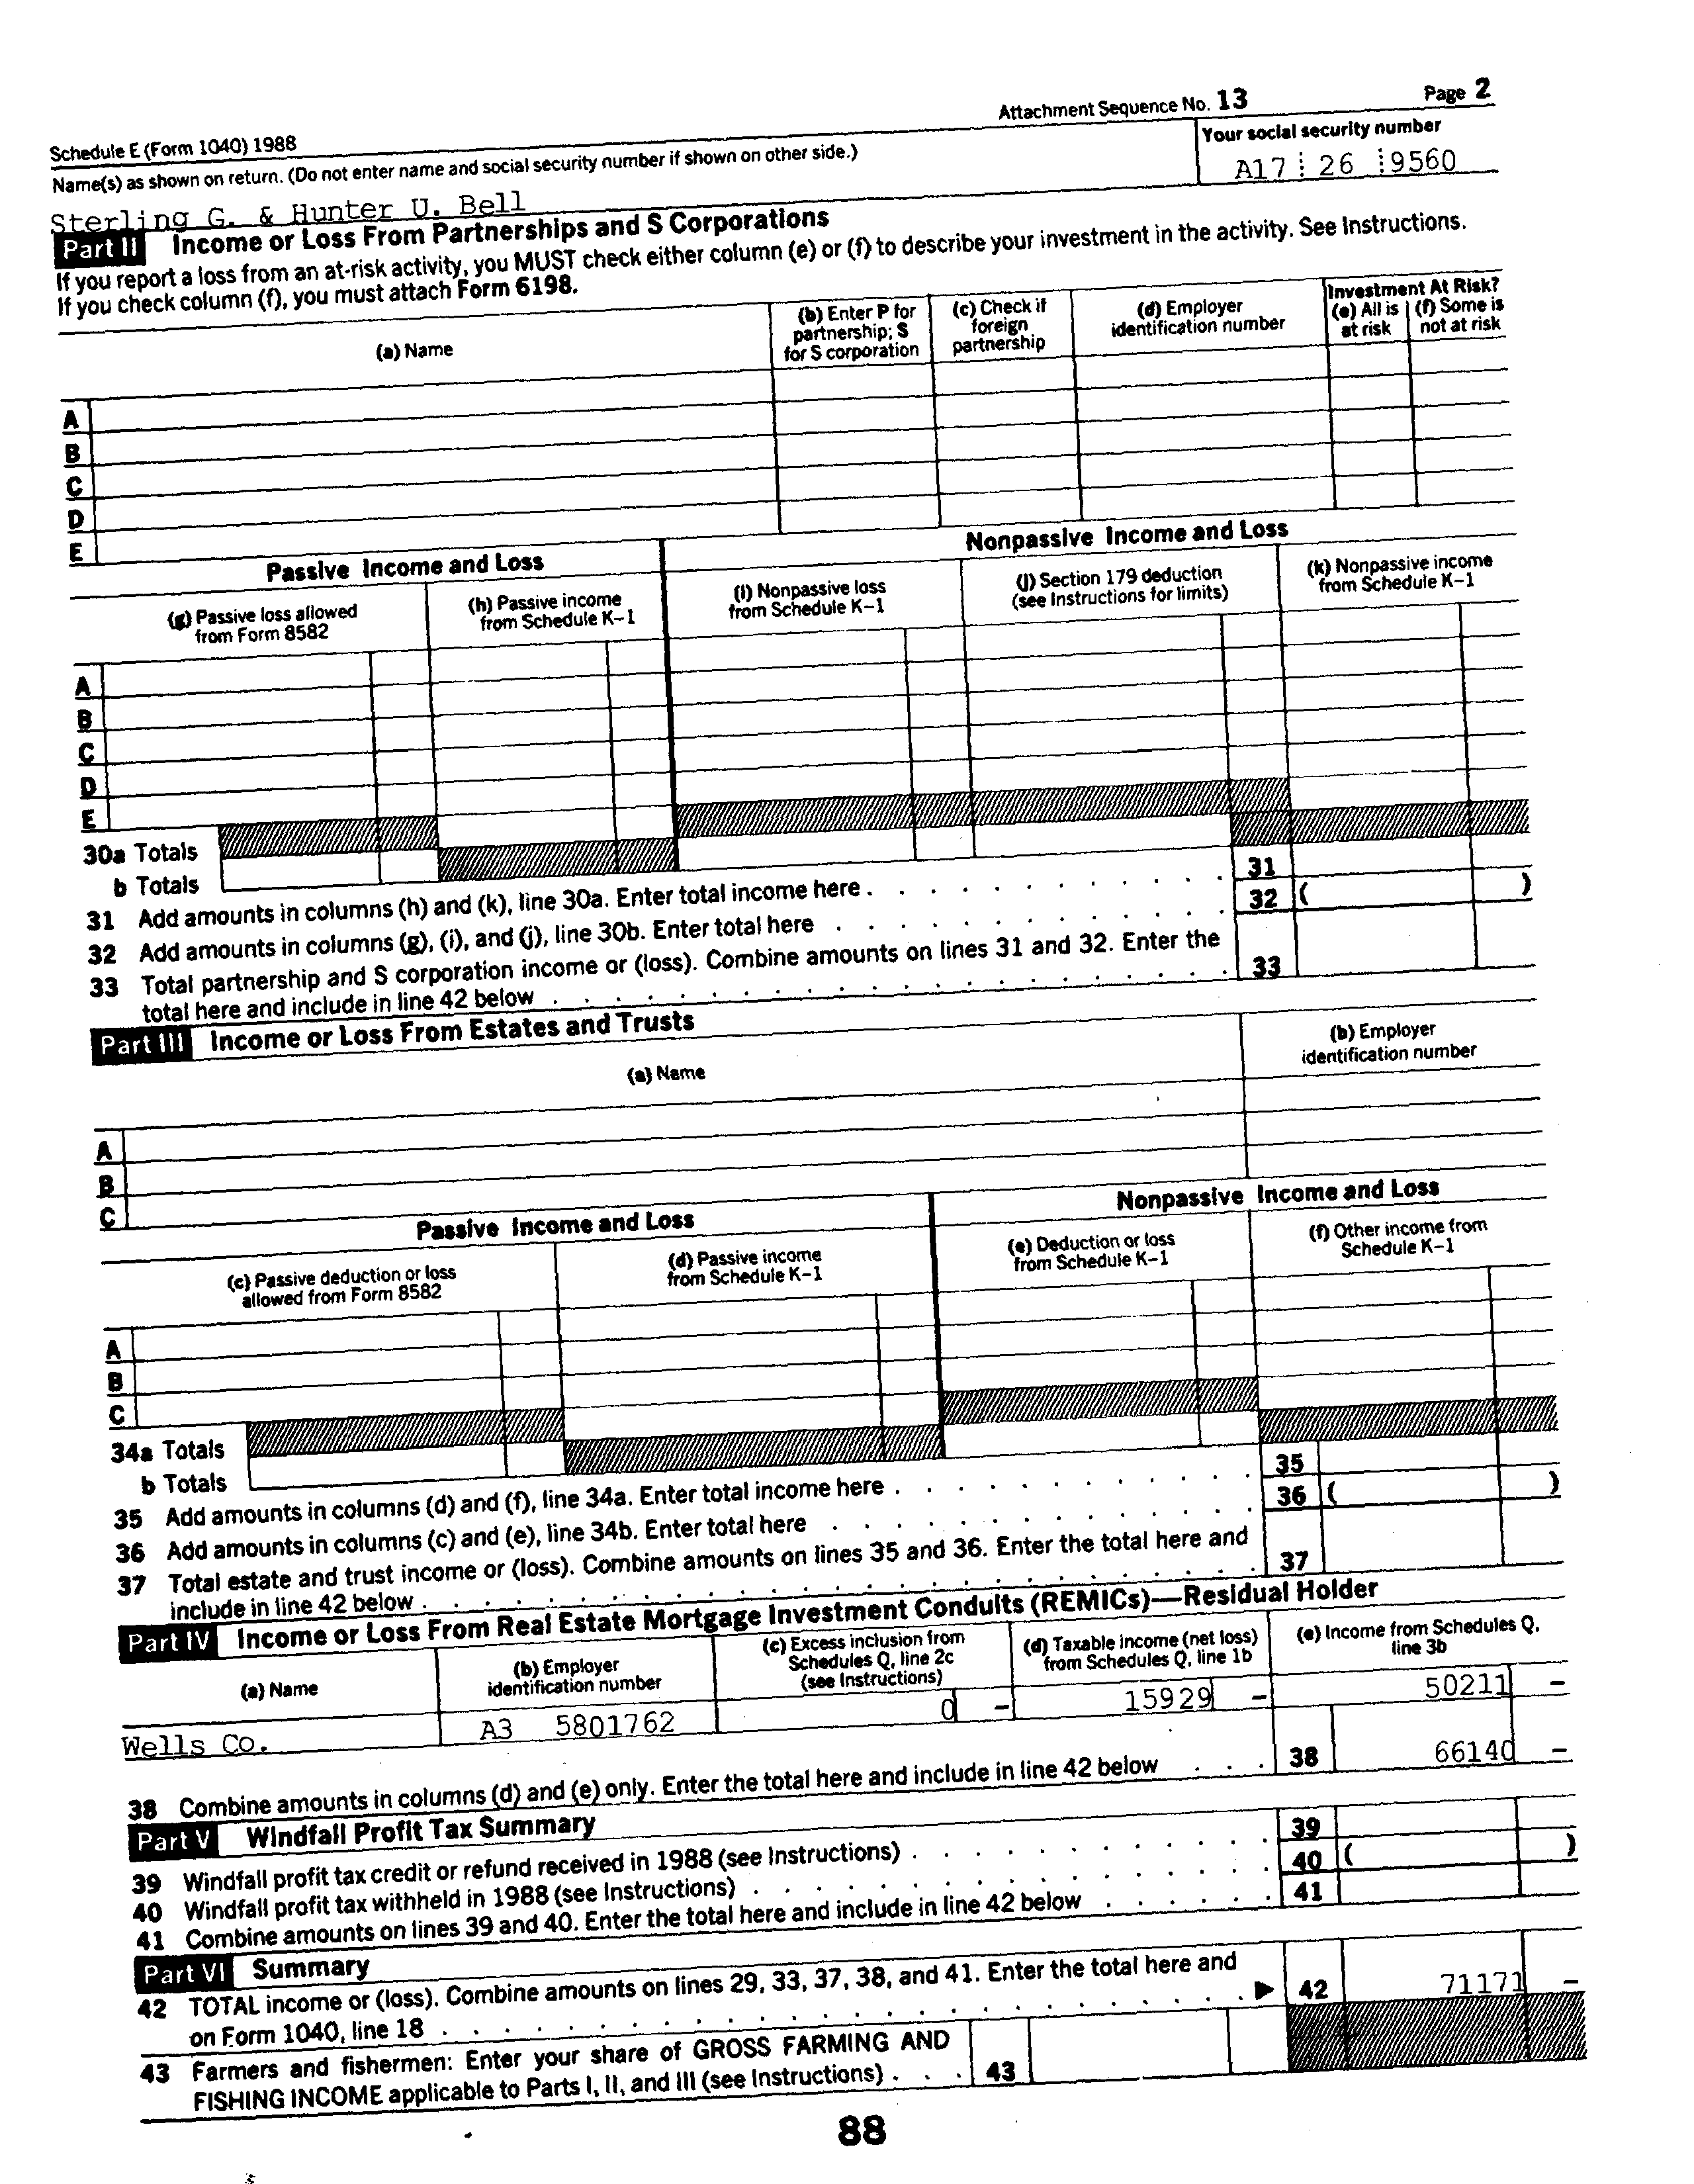 Attachment Sequence No. 13 Page 2
Schedule E (Form 1040) 1988
Name(s) as shown on return. (Do not enter name and social security number if shown on other side.) Your social security number
Sterling G. & Hunter U. Bell A17 26 9560
Part II Income or Loss From Partnerships and S Corporations
If you report a loss from an at-risk activity, you MUST check either column (e) or (f) to describe your investment in the activity. See Instructions.
If you check column (f), you must attach Form 6198.
(a) Name
(b) Enter P for
partnership; S
for S corporation
(c) Check if
foreign
partnership
(d) Employer
identification number
Investment At Risk?
(e) All is
at risk
(f) Some is
not at risk
A
B
C
D
E
Passive Income and Loss
Nonpassive Income and Loss
(g) Passive loss allowed
from Form 8582
(h) Passive income
from Schedule K–1
(i) Nonpassive loss
from Schedule K–1
(j) Section 179 deduction
(see Instructions for limits)
(k) Nonpassive income
from Schedule K–1
A
B
C
D
E
30a Totals
b Totals
31 Add amounts in columns (h) and (k), line 30a. Enter total income here . . . . . . . . . . . . 31
32 Add amounts in columns (g), (i), and (j), line 30b. Enter total here . . . . . . . . . . . . . 32 ( )
33 Total partnership and S corporation income or (loss). Combine amounts on lines 31 and 32. Enter the
total here and include in line 42 below . . . . . . . . . . . . . . . . . . . . . . 33
Part III Income or Loss From Estates and Trusts
(a) Name
(b) Employer
identification number
A
B
C
Passive Income and Loss
Nonpassive Income and Loss
(c) Passive deduction or loss
allowed from Form 8582
(d) Passive income
from Schedule K–1
(e) Deduction or loss
from Schedule K–1
(f) Other income from
Schedule K–1
A
B
C
34a Totals
b Totals
35 Add amounts in columns (d) and (f), line 34a. Enter total income here . . . . . . . . . . . . 35
36 Add amounts in columns (c) and (e), line 34b. Enter total here . . . . . . . . . . . . . . 36 ( )
37 Total estate and trust income or (loss). Combine amounts on lines 35 and 36. Enter the total here and
include in line 42 below . . . . . . . . . . . . . . . . . . . . . . . . . . 37
Part IV Income or Loss From Real Estate Mortgage Investment Conduits (REMICs)—Residual Holder
(a) Name
(b) Employer
identification number
(c) Excess inclusion from
Schedules Q, line 2c
(see Instructions)
(d) Taxable income (net loss)
from Schedules Q, line 1b
(e) Income from Schedules Q,
line 3b
Wells Co. A3 5801762 0 – 15929 – 50211 –
38 Combine amounts in columns (d) and (e) only. Enter the total here and include in line 42 below . . . 38 66140 –
Part V Windfall Profit Tax Summary
39 Windfall profit tax credit or refund received in 1988 (see Instructions) . . . . . . . . . . . . 39
40 Windfall profit tax withheld in 1988 (see Instructions) . . . . . . . . . . . . . . . . . 40 ( )
41 Combine amounts on lines 39 and 40. Enter the total here and include in line 42 below . . . . . . 41
Part VI Summary
42 TOTAL income or (loss). Combine amounts on lines 29, 33, 37, 38, and 41. Enter the total here and
on Form 1040, line 18 . . . . . . . . . . . . . . . . . . . . . . . . . . ▶ 42 71171 –
43 Farmers and fishermen: Enter your share of GROSS FARMING AND
FISHING INCOME applicable to Parts I, II, and III (see Instructions) . . . 43
88